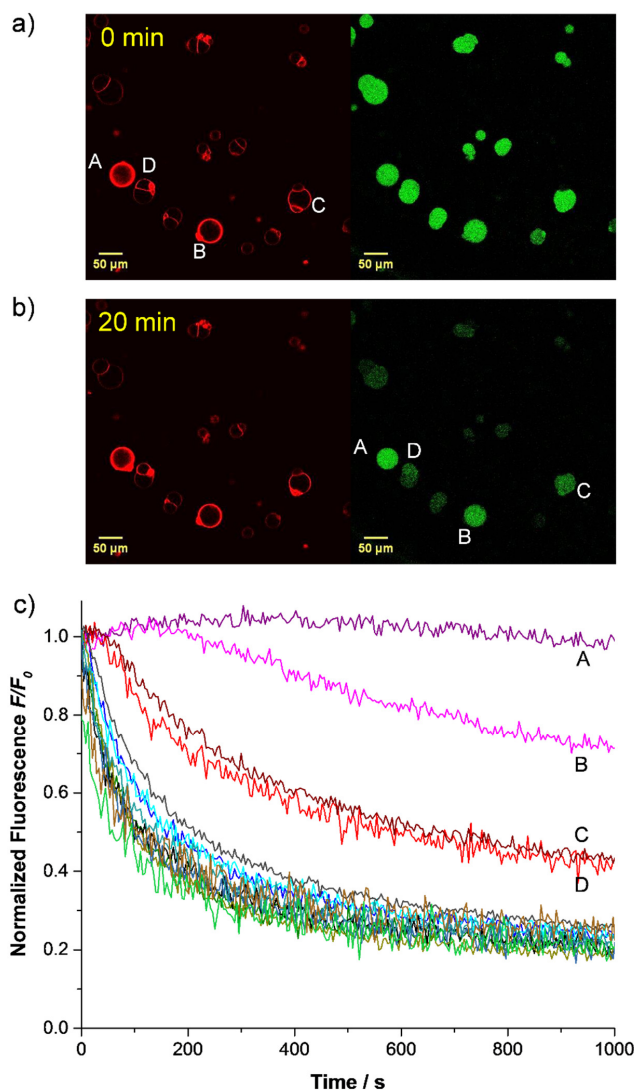 a)
0 min
A
D
C
B
50 μm
50 μm
b)
20 min
A
D
C
B
50 μm
50 μm
c)
Normalized Fluorescence F/F0
1.0
0.8
0.6
0.4
0.2
0.0
A
B
C
D
0 200 400 600 800 1000
Time / s